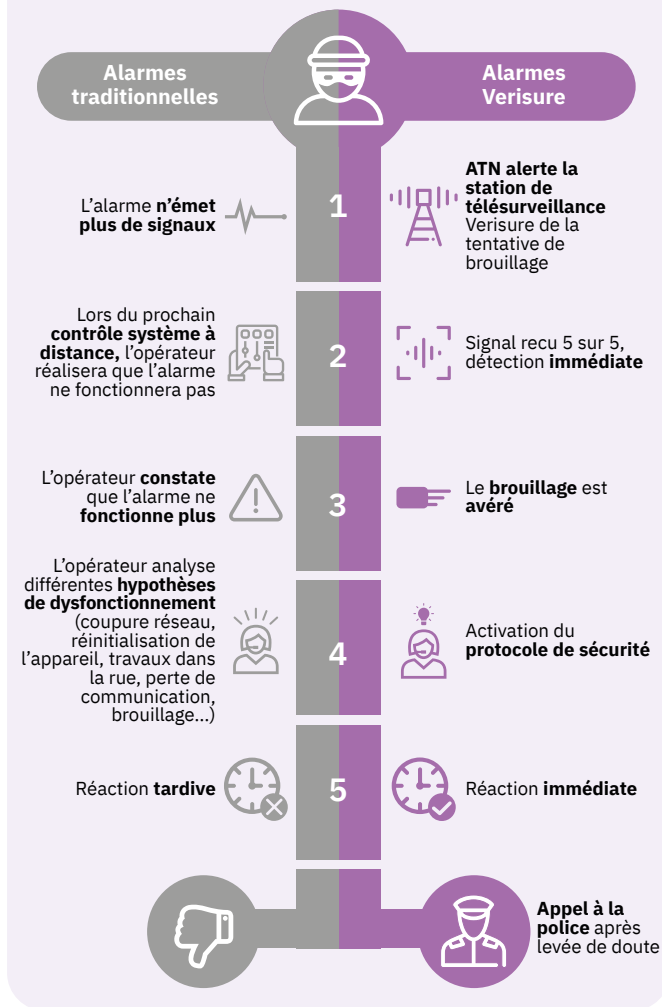 Alarmes
traditionnelles
Alarmes
Verisure
L'alarme n'émet
plus de signaux
1
ATN alerte la
station de
télésurveillance
Verisure de la
tentative de
brouillage
Lors du prochain
contrôle système à
distance, l'opérateur
réalisera que l'alarme
ne fonctionnera pas
2
Signal recu 5 sur 5,
détection immédiate
L'opérateur constate
que l'alarme ne
fonctionne plus
3
Le brouillage est
avéré
L'opérateur analyse
différentes hypothèses
de dysfonctionnement
(coupure réseau,
réinitialisation de
l'appareil, travaux dans
la rue, perte de
communication,
brouillage...)
4
Activation du
protocole de sécurité
Réaction tardive
5
Réaction immédiate
Appel à la
police après
levée de doute